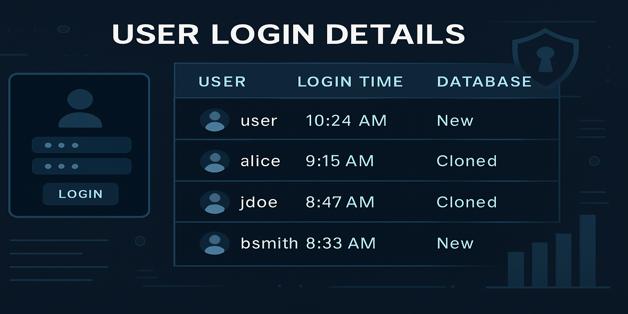 USER LOGIN DETAILS
USER LOGIN TIME DATABASE
user 10:24 AM New
alice 9:15 AM Cloned
jdoe 8:47 AM Cloned
bsmith 8:33 AM New
LOGIN